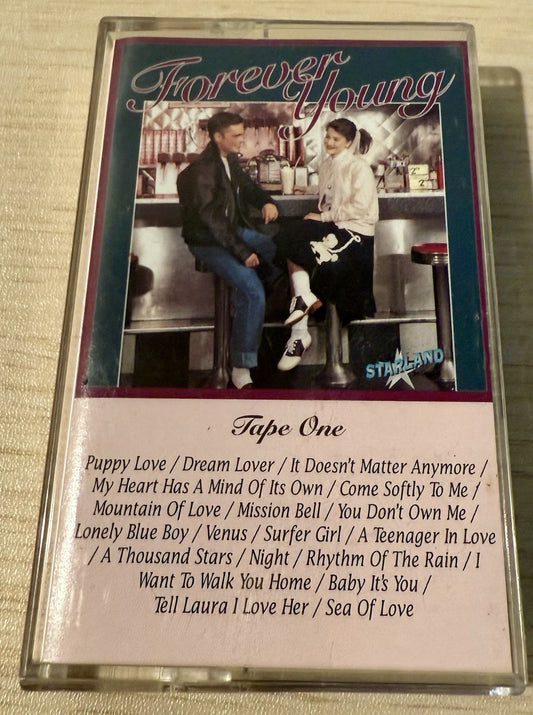 Forever
Young
STARLAND
Tape One
Puppy Love / Dream Lover / It Doesn't Matter Anymore /
My Heart Has A Mind Of Its Own / Come Softly To Me /
Mountain Of Love / Mission Bell / You Don't Own Me /
Lonely Blue Boy / Venus / Surfer Girl / A Teenager In Love
/ A Thousand Stars / Night / Rhythm Of The Rain / I
Want To Walk You Home / Baby It's You /
Tell Laura I Love Her / Sea Of Love